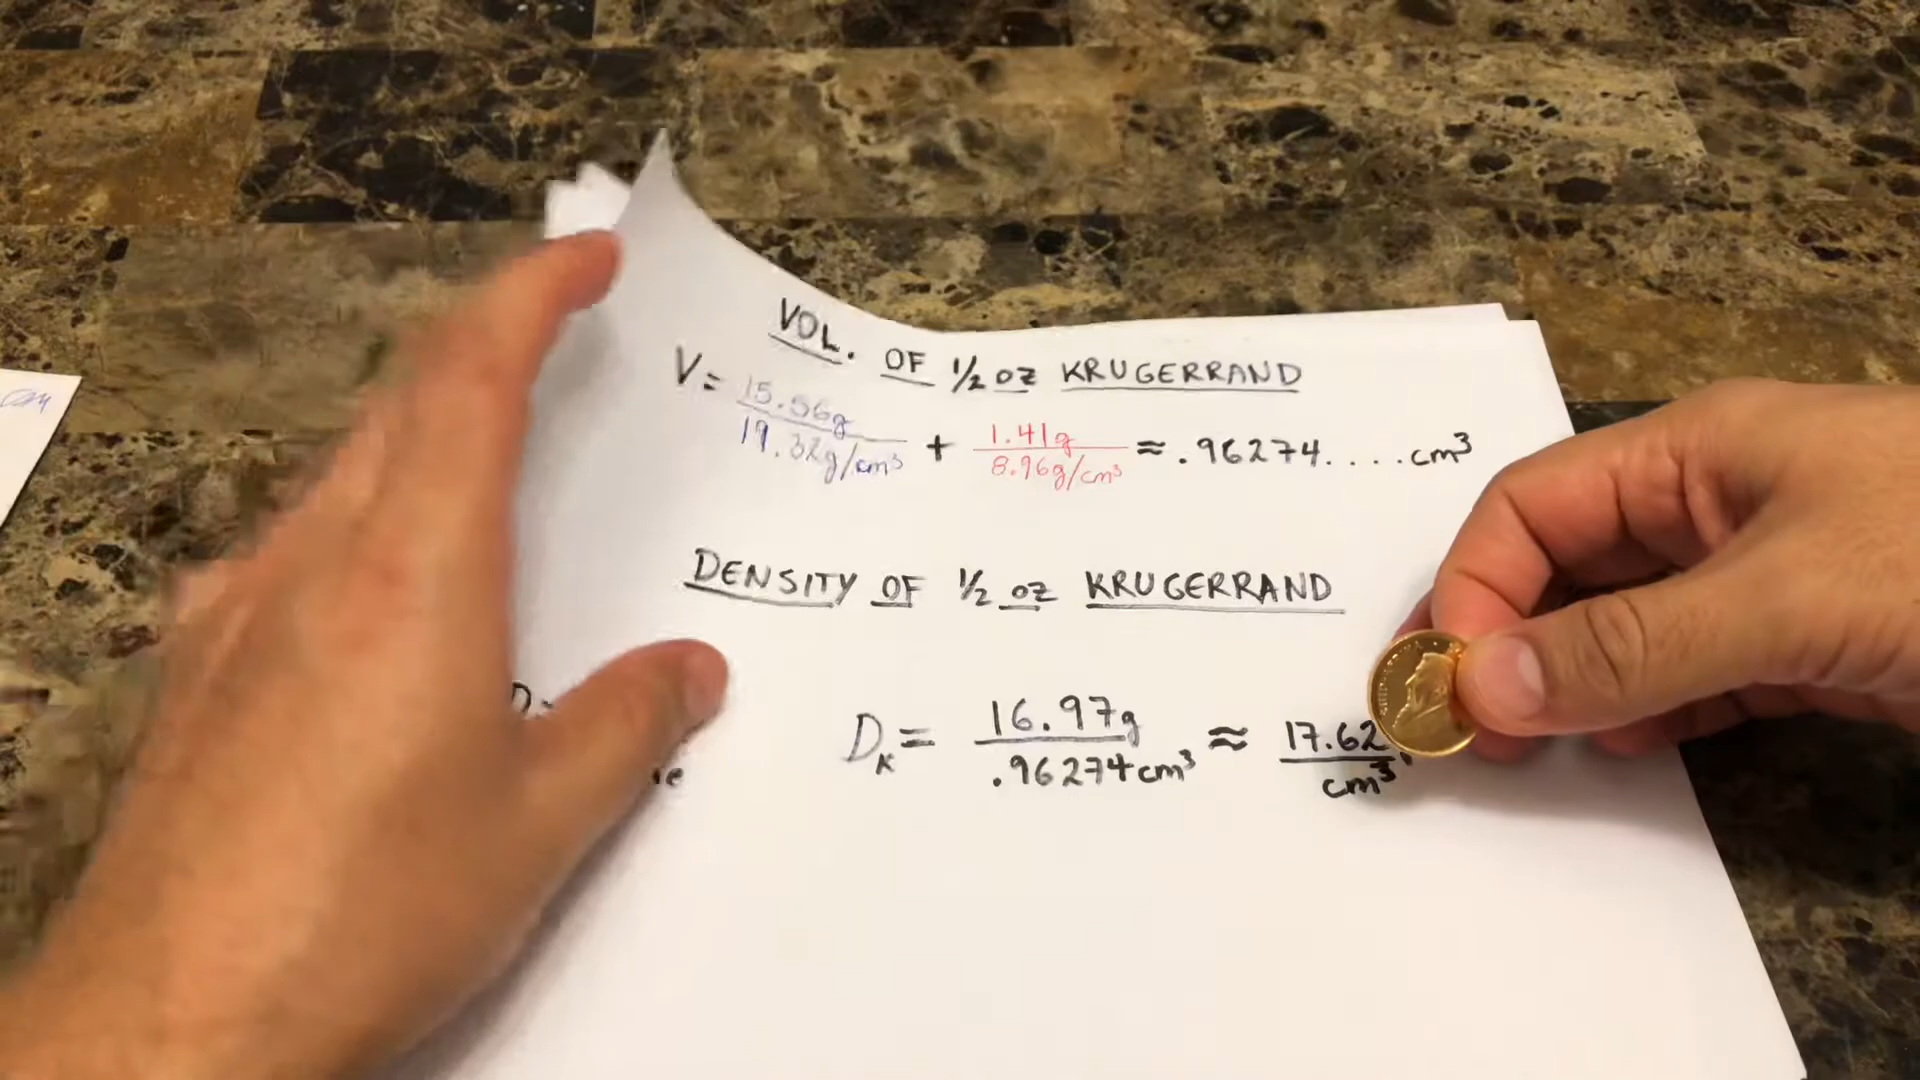 VOL. OF 1/2 oz KRUGERRAND
V = 15.56g / 19.32g/cm³ + 1.41g / 8.96g/cm³ ≈ .96274.... cm³
DENSITY OF 1/2 oz KRUGERRAND
D_K = 16.97g / .96274cm³ ≈ 17.62 / cm³